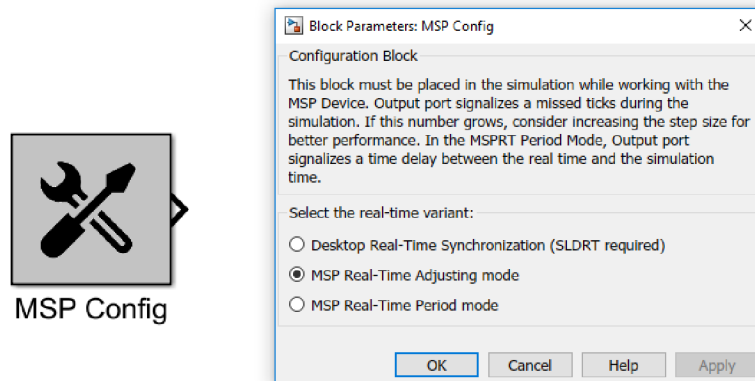 Block Parameters: MSP Config
Configuration Block
This block must be placed in the simulation while working with the
MSP Device. Output port signalizes a missed ticks during the
simulation. If this number grows, consider increasing the step size for
better performance. In the MSPRT Period Mode, Output port
signalizes a time delay between the real time and the simulation
time.
Select the real-time variant:
Desktop Real-Time Synchronization (SLDRT required)
MSP Real-Time Adjusting mode
MSP Real-Time Period mode
OK Cancel Help Apply
MSP Config